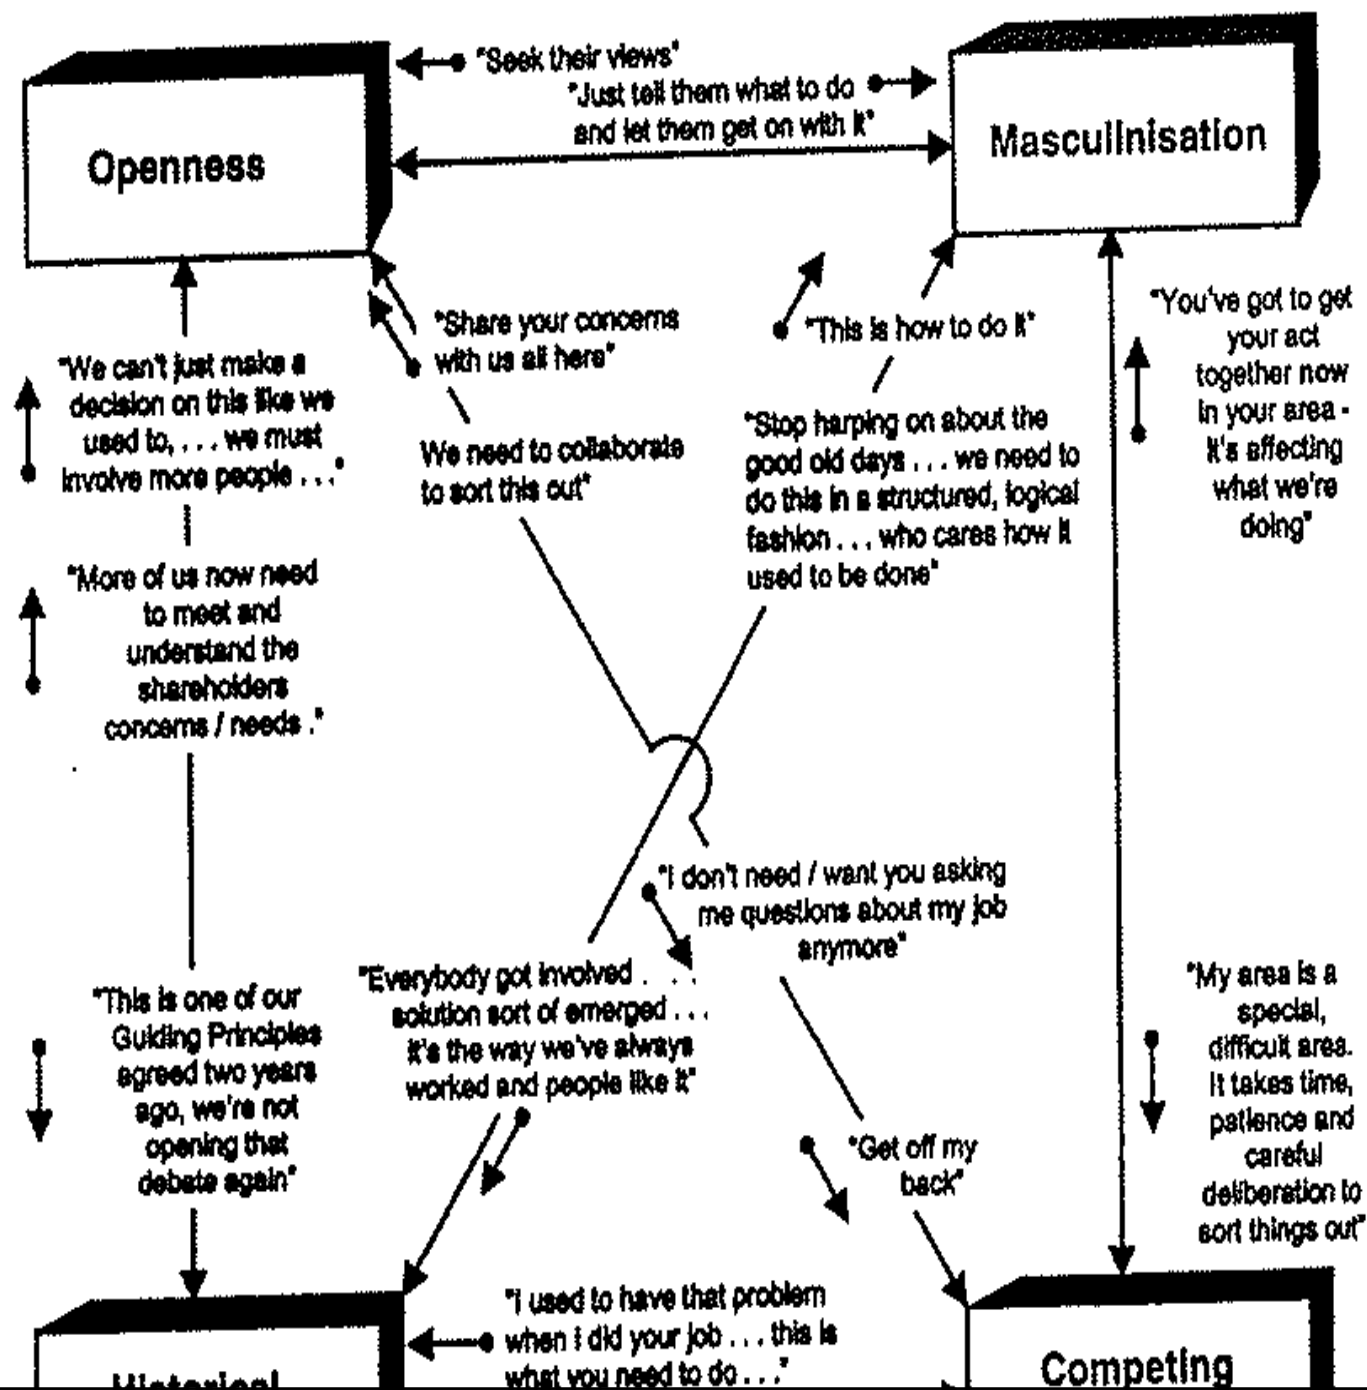 "Seek their views"
"Just tell them what to do
and let them get on with it"
Openness
Masculinisation
"Share your concerns
with us all here"
"This is how to do it"
"You've got to get
your act
together now
in your area -
it's affecting
what we're
doing"
"We can't just make a
decision on this like we
used to, . . . we must
involve more people . . ."
We need to collaborate
to sort this out"
"Stop harping on about the
good old days . . . we need to
do this in a structured, logical
fashion . . . who cares how it
used to be done"
"More of us now need
to meet and
understand the
shareholders
concerns / needs ."
"I don't need / want you asking
me questions about my job
anymore"
"Everybody got involved . . .
solution sort of emerged . . .
it's the way we've always
worked and people like it"
"This is one of our
Guiding Principles
agreed two years
ago, we're not
opening that
debate again"
"My area is a
special,
difficult area.
It takes time,
patience and
careful
deliberation to
sort things out"
"Get off my
back"
"I used to have that problem
when I did your job . . . this is
what you need to do . . ."
Historical
Competing